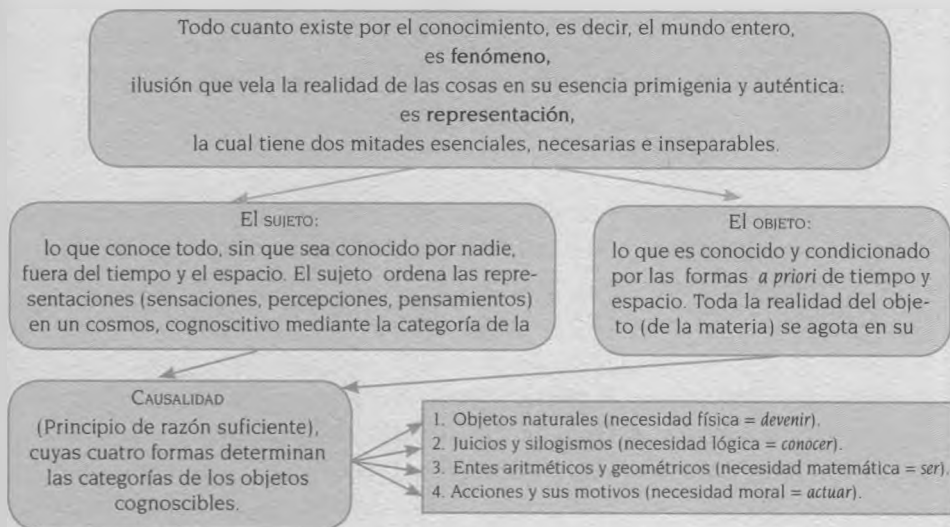 Todo cuanto existe por el conocimiento, es decir, el mundo entero,
es fenómeno,
ilusión que vela la realidad de las cosas en su esencia primigenia y auténtica:
es representación,
la cual tiene dos mitades esenciales, necesarias e inseparables.
El SUJETO:
lo que conoce todo, sin que sea conocido por nadie,
fuera del tiempo y el espacio. El sujeto ordena las repre-
sentaciones (sensaciones, percepciones, pensamientos)
en un cosmos, cognoscitivo mediante la categoría de la
El OBJETO:
lo que es conocido y condicionado
por las formas a priori de tiempo y
espacio. Toda la realidad del obje-
to (de la materia) se agota en su
CAUSALIDAD
(Principio de razón suficiente),
cuyas cuatro formas determinan
las categorías de los objetos
cognoscibles.
1. Objetos naturales (necesidad física = devenir).
2. Juicios y silogismos (necesidad lógica = conocer).
3. Entes aritméticos y geométricos (necesidad matemática = ser).
4. Acciones y sus motivos (necesidad moral = actuar).